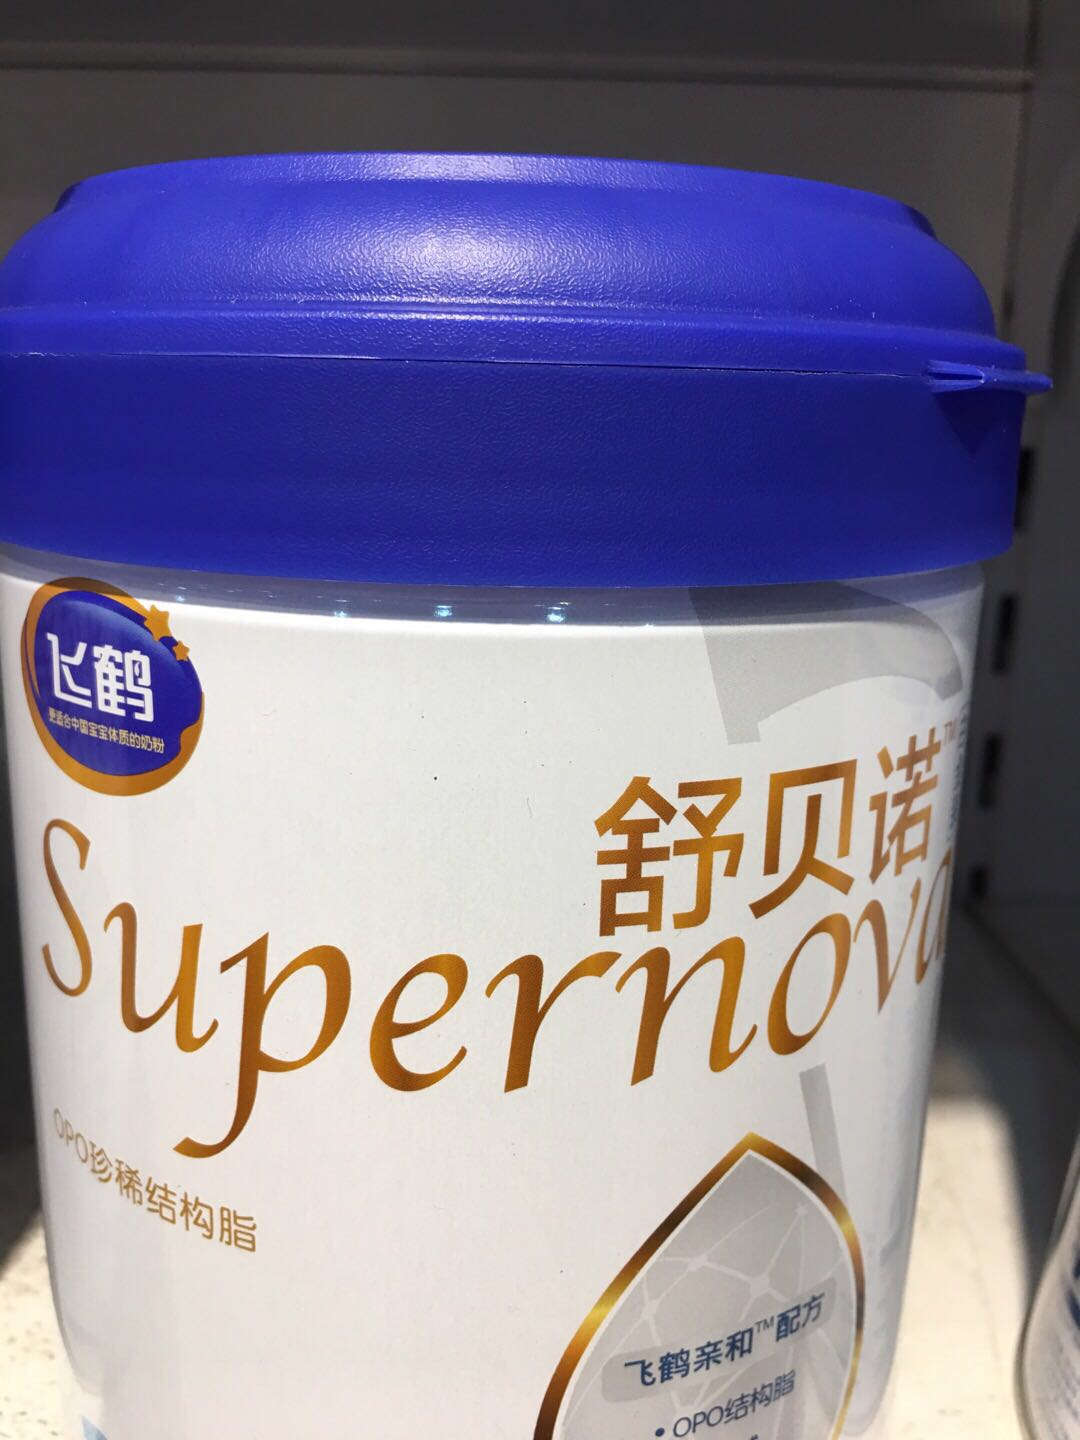 飞鹤
更适合中国宝宝体质的奶粉
舒贝诺™
Supernova
OPO珍稀结构脂
飞鹤亲和™配方
•OPO结构脂